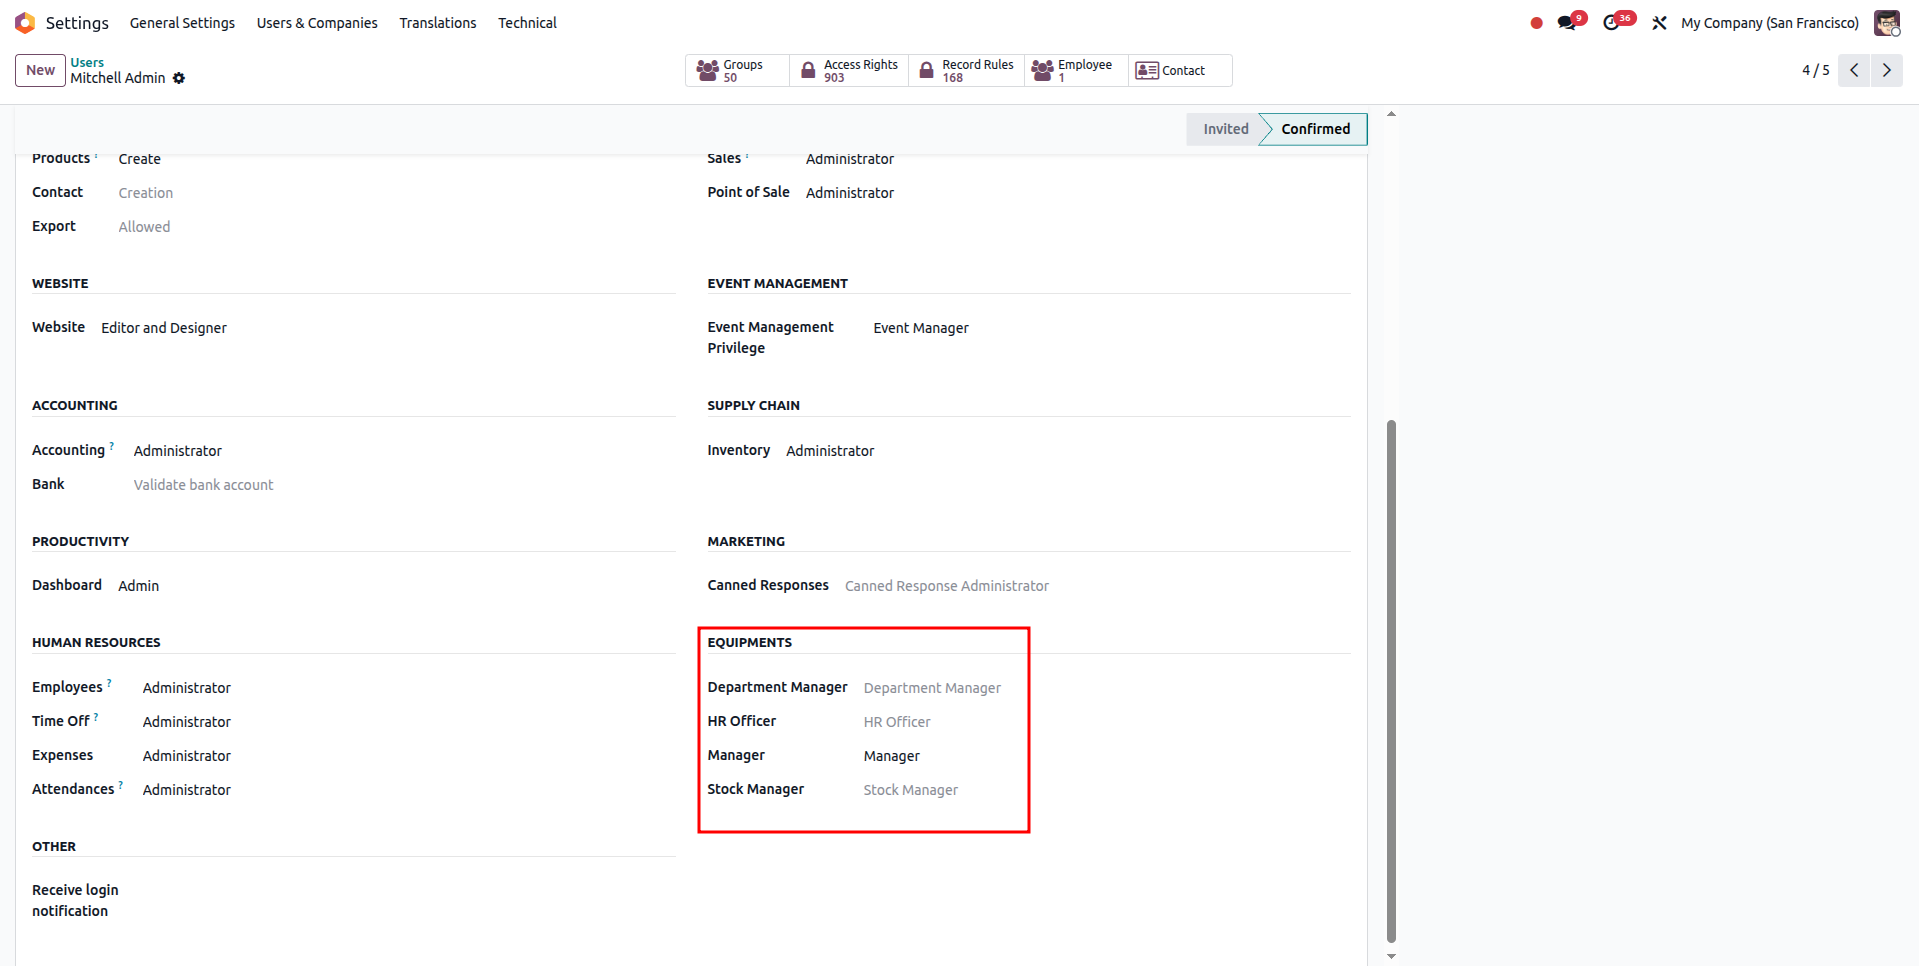 Settings General Settings Users & Companies Translations Technical 9 36 My Company (San Francisco)
New Users Groups 50 Access Rights 903 Record Rules 168 Employee 1 Contact 4 / 5
Mitchell Admin
Invited Confirmed
Products ? Create
Contact Creation
Export Allowed
Sales ? Administrator
Point of Sale Administrator
WEBSITE
Website Editor and Designer
EVENT MANAGEMENT
Event Management Event Manager
Privilege
ACCOUNTING
Accounting ? Administrator
Bank Validate bank account
SUPPLY CHAIN
Inventory Administrator
PRODUCTIVITY
Dashboard Admin
MARKETING
Canned Responses Canned Response Administrator
HUMAN RESOURCES
Employees ? Administrator
Time Off ? Administrator
Expenses Administrator
Attendances ? Administrator
EQUIPMENTS
Department Manager Department Manager
HR Officer HR Officer
Manager Manager
Stock Manager Stock Manager
OTHER
Receive login
notification